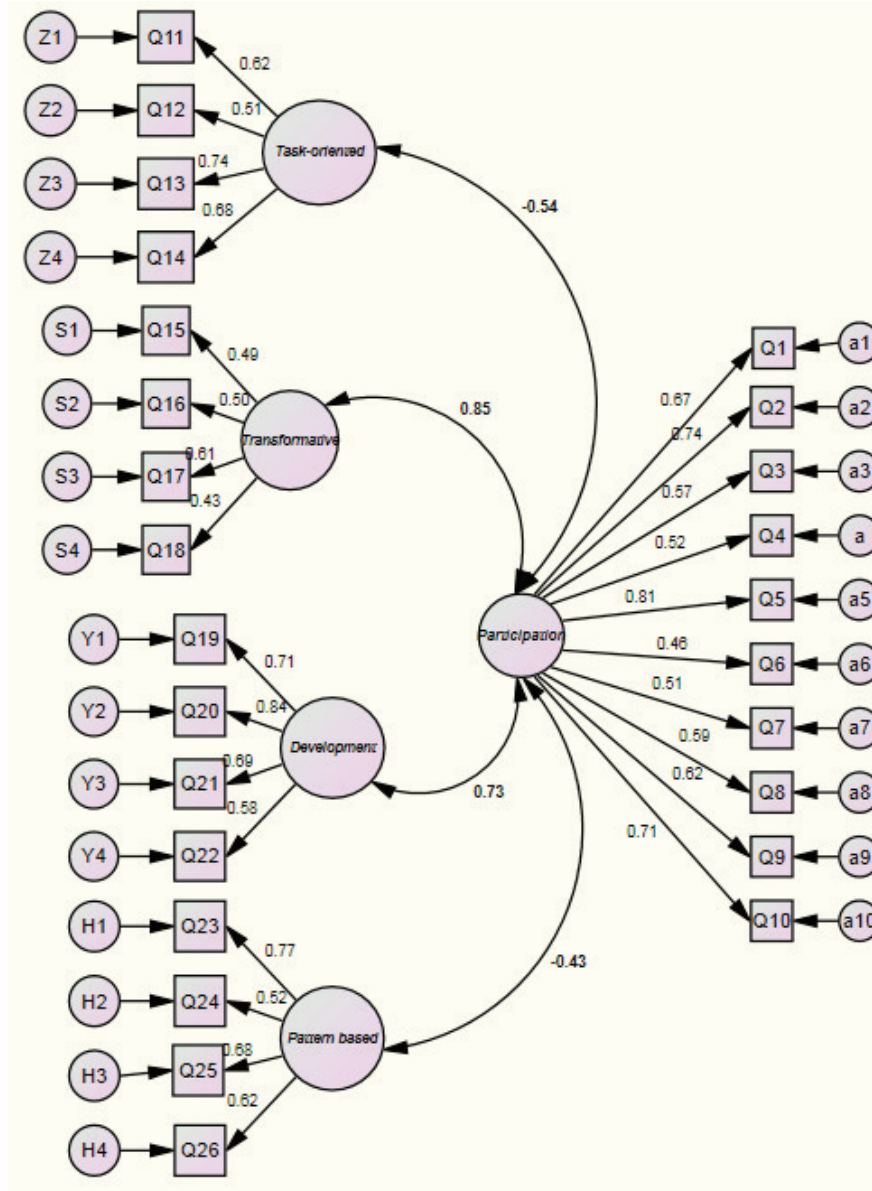 Z1
Q11
0.62
Z2
Q12
0.51
Task-oriented
Z3
Q13
0.74
Z4
Q14
0.68
-0.54
S1
Q15
0.49
S2
Q16
0.50
Transformative
S3
Q17
0.61
S4
Q18
0.43
0.85
Participation
Y1
Q19
0.71
Y2
Q20
0.84
Development
Y3
Q21
0.69
Y4
Q22
0.58
0.73
H1
Q23
0.77
H2
Q24
0.52
Pattern based
H3
Q25
0.68
H4
Q26
0.62
-0.43
0.67
Q1
a1
0.74
Q2
a2
0.57
Q3
a3
0.52
Q4
a
0.81
Q5
a5
0.46
Q6
a6
0.51
Q7
a7
0.59
Q8
a8
0.62
Q9
a9
0.71
Q10
a10